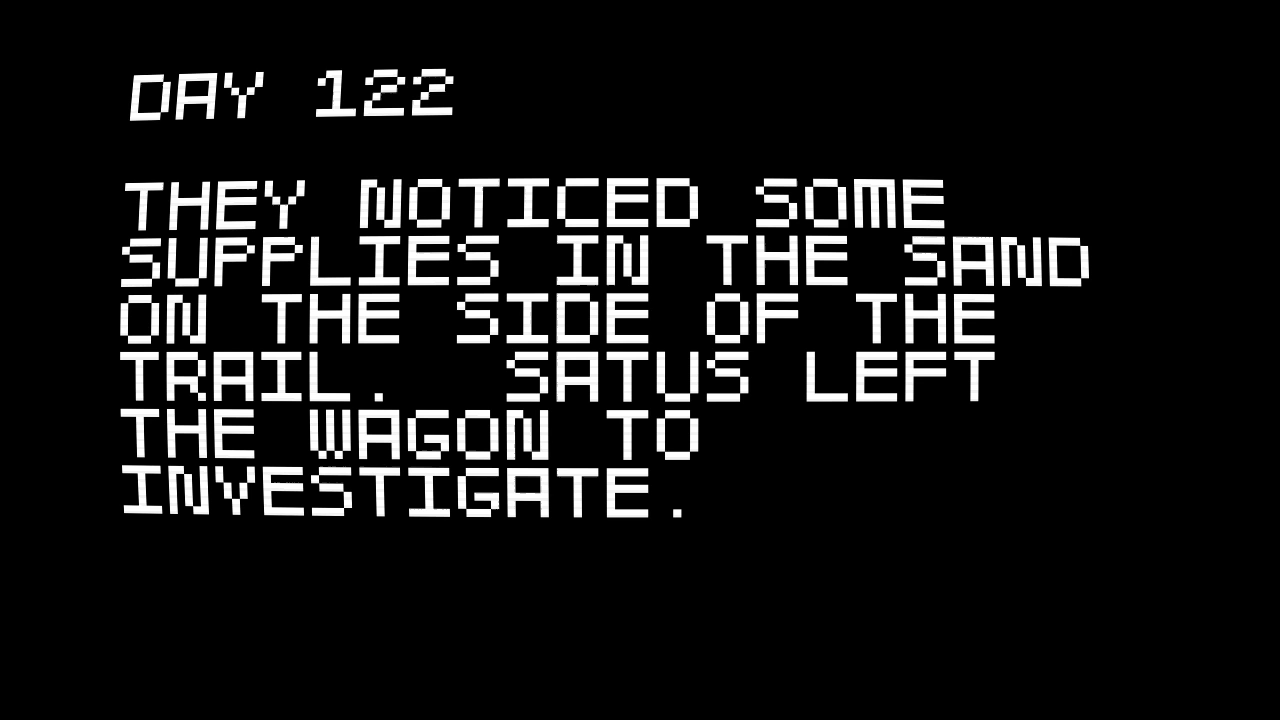 DAY 122
THEY NOTICED SOME
SUPPLIES IN THE SAND
ON THE SIDE OF THE
TRAIL.  SATUS LEFT
THE WAGON TO
INVESTIGATE.